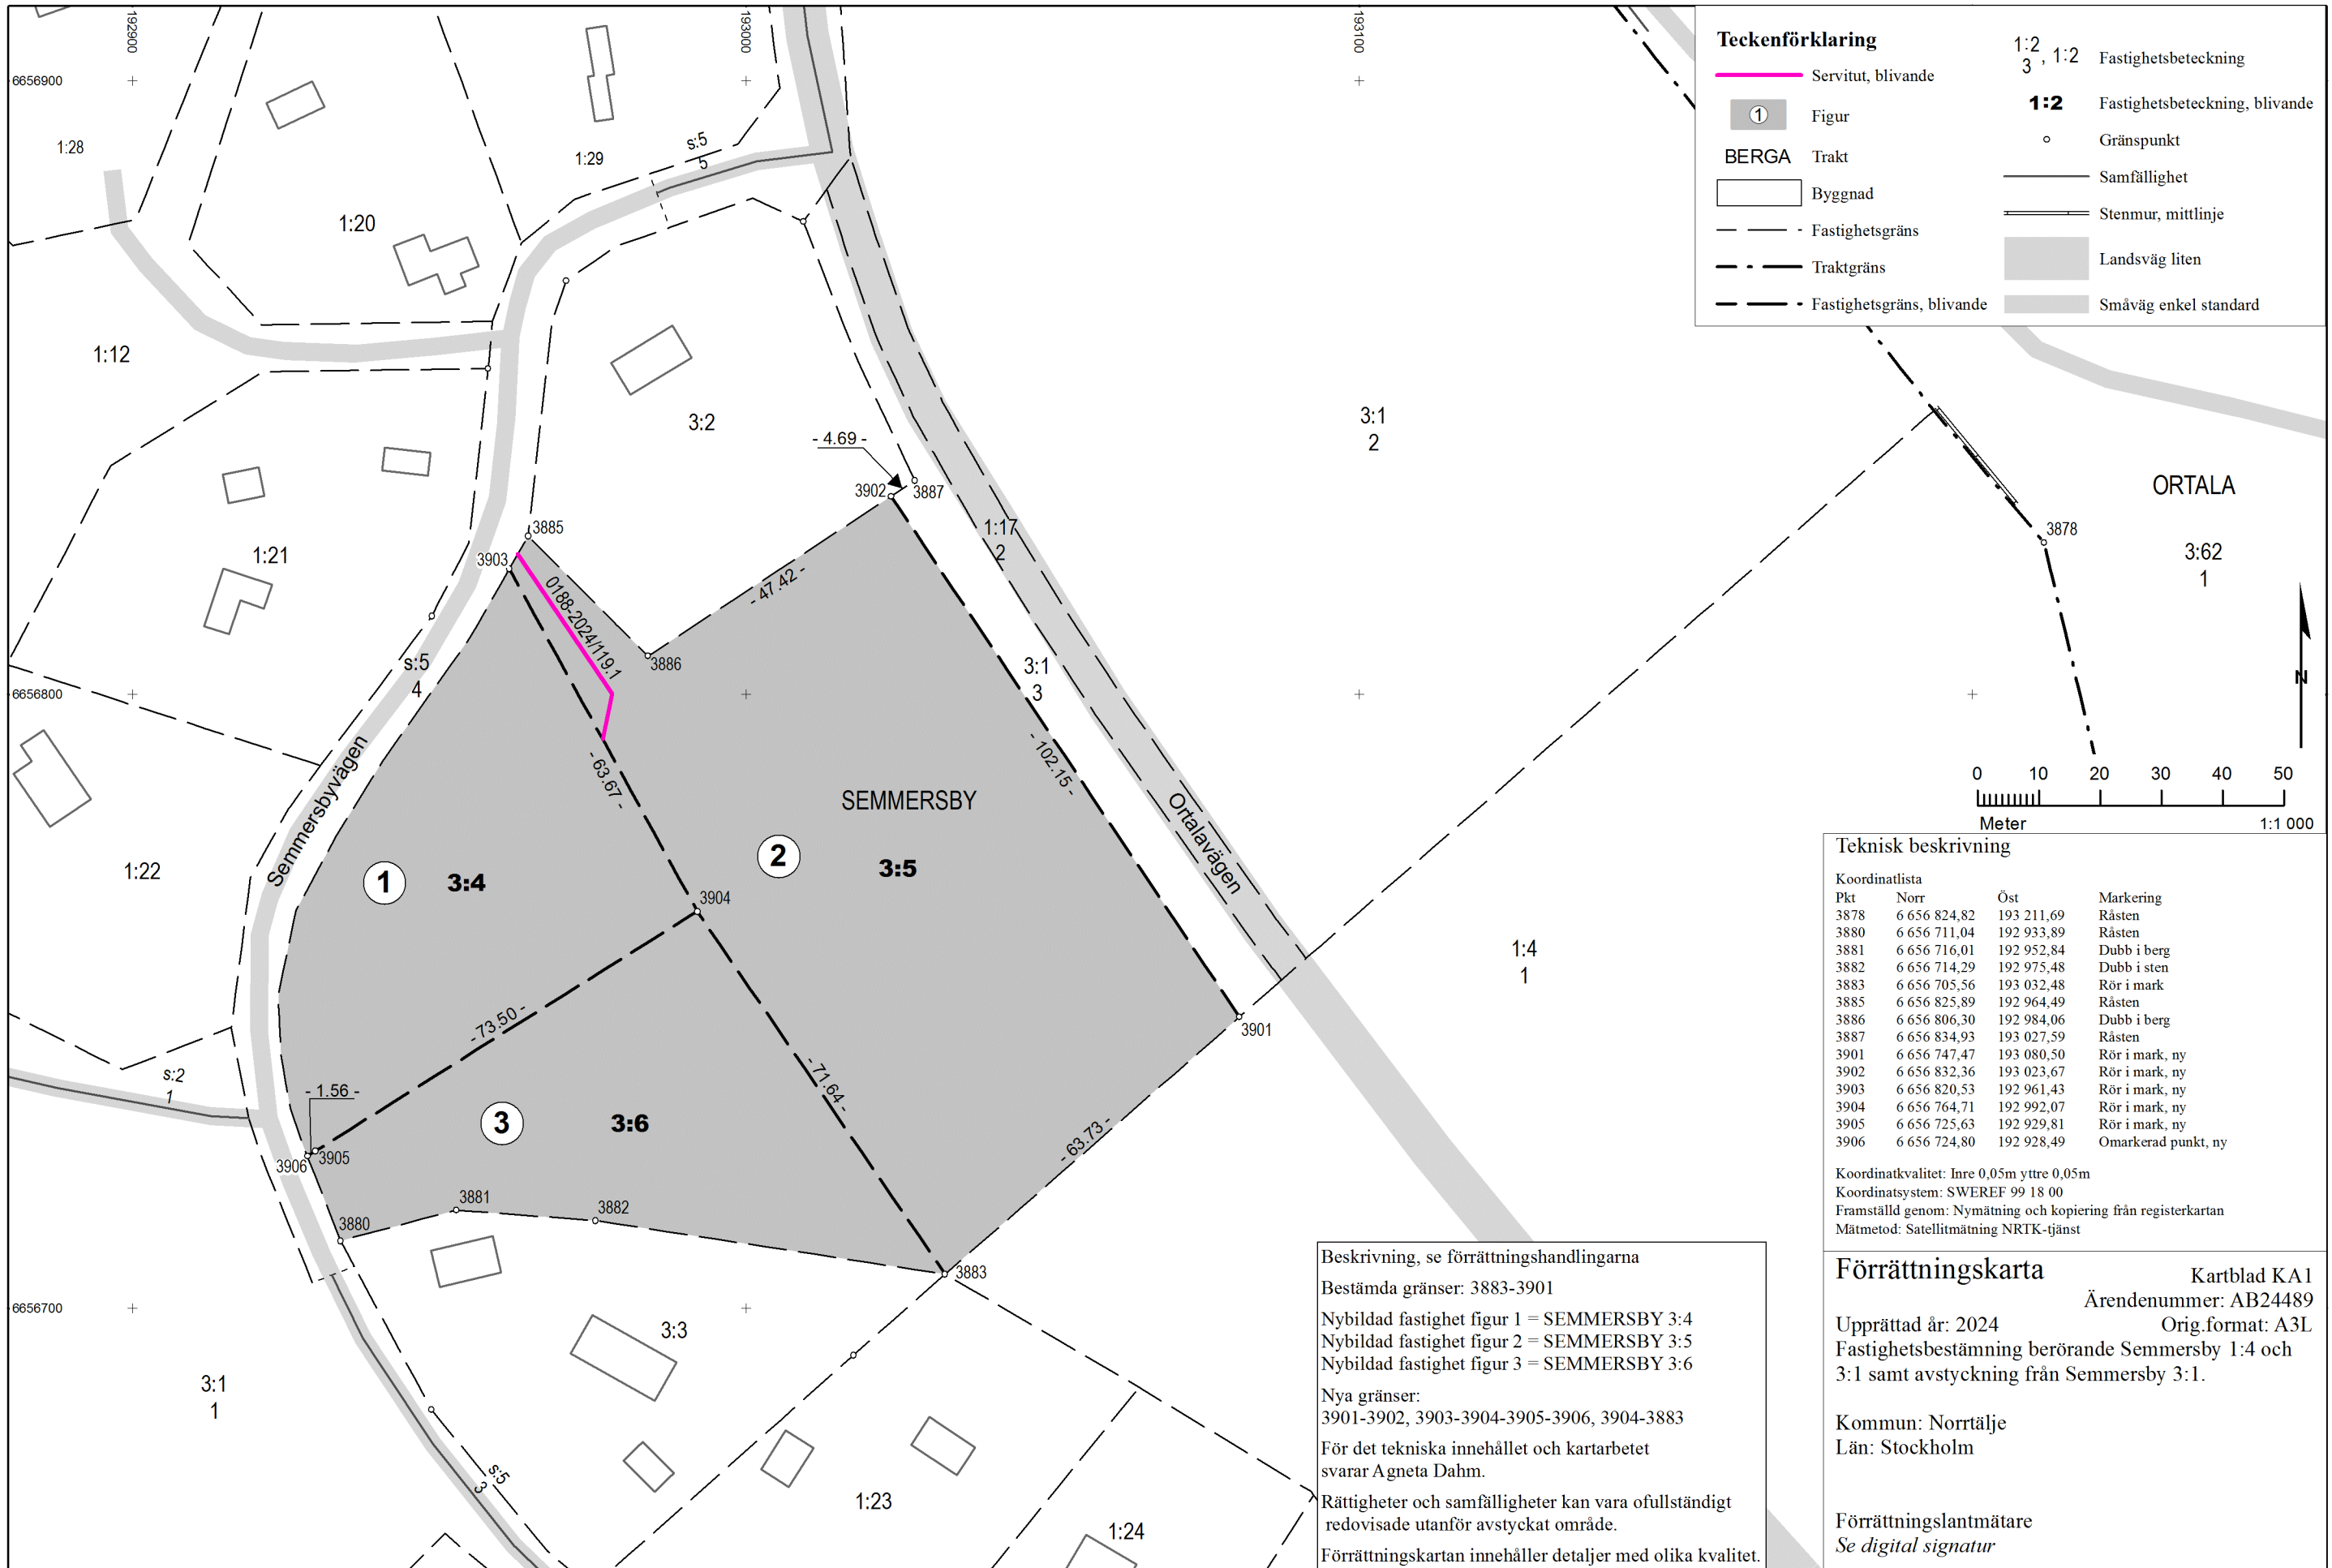 192900
193000
193100
6656900
6656800
6656700
1:28
1:20
1:29
s:5
5
1:12
3:2
- 4.69 -
3902
3887
3:1
2
1:21
3885
3903
0188-2024/119.1
- 47.42 -
3886
1:17
2
3:1
3
s:5
4
Semmersbyvägen
- 63.67 -
- 102.15 -
SEMMERSBY
Ortalavägen
1:22
1
3:4
2
3:5
3904
- 73.50 -
1:4
1
3901
s:2
1
- 1.56 -
3906
3905
3
3:6
- 71.64 -
- 63.73 -
3881
3882
3880
3883
3:3
3:1
1
s:5
3
1:23
1:24
ORTALA
3878
3:62
1
N
Teckenförklaring
Servitut, blivande
1
Figur
BERGA
Trakt
Byggnad
Fastighetsgräns
Traktgräns
Fastighetsgräns, blivande
1:2
3
, 1:2
Fastighetsbeteckning
1:2
Fastighetsbeteckning, blivande
Gränspunkt
Samfällighet
Stenmur, mittlinje
Landsväg liten
Småväg enkel standard
0 10 20 30 40 50
Meter 1:1 000
Teknisk beskrivning
Koordinatlista
Pkt Norr Öst Markering
3878 6 656 824,82 193 211,69 Råsten
3880 6 656 711,04 192 933,89 Råsten
3881 6 656 716,01 192 952,84 Dubb i berg
3882 6 656 714,29 192 975,48 Dubb i sten
3883 6 656 705,56 193 032,48 Rör i mark
3885 6 656 825,89 192 964,49 Råsten
3886 6 656 806,30 192 984,06 Dubb i berg
3887 6 656 834,93 193 027,59 Råsten
3901 6 656 747,47 193 080,50 Rör i mark, ny
3902 6 656 832,36 193 023,67 Rör i mark, ny
3903 6 656 820,53 192 961,43 Rör i mark, ny
3904 6 656 764,71 192 992,07 Rör i mark, ny
3905 6 656 725,63 192 929,81 Rör i mark, ny
3906 6 656 724,80 192 928,49 Omarkerad punkt, ny
Koordinatkvalitet: Inre 0,05m yttre 0,05m
Koordinatsystem: SWEREF 99 18 00
Framställd genom: Nymätning och kopiering från registerkartan
Mätmetod: Satellitmätning NRTK-tjänst
Beskrivning, se förrättningshandlingarna
Bestämda gränser: 3883-3901
Nybildad fastighet figur 1 = SEMMERSBY 3:4
Nybildad fastighet figur 2 = SEMMERSBY 3:5
Nybildad fastighet figur 3 = SEMMERSBY 3:6
Nya gränser:
3901-3902, 3903-3904-3905-3906, 3904-3883
För det tekniska innehållet och kartarbetet
svarar Agneta Dahm.
Rättigheter och samfälligheter kan vara ofullständigt
redovisade utanför avstyckat område.
Förrättningskartan innehåller detaljer med olika kvalitet.
Förrättningskarta
Kartblad KA1
Ärendenummer: AB24489
Upprättad år: 2024 Orig.format: A3L
Fastighetsbestämning berörande Semmersby 1:4 och
3:1 samt avstyckning från Semmersby 3:1.
Kommun: Norrtälje
Län: Stockholm
Förrättningslantmätare
Se digital signatur